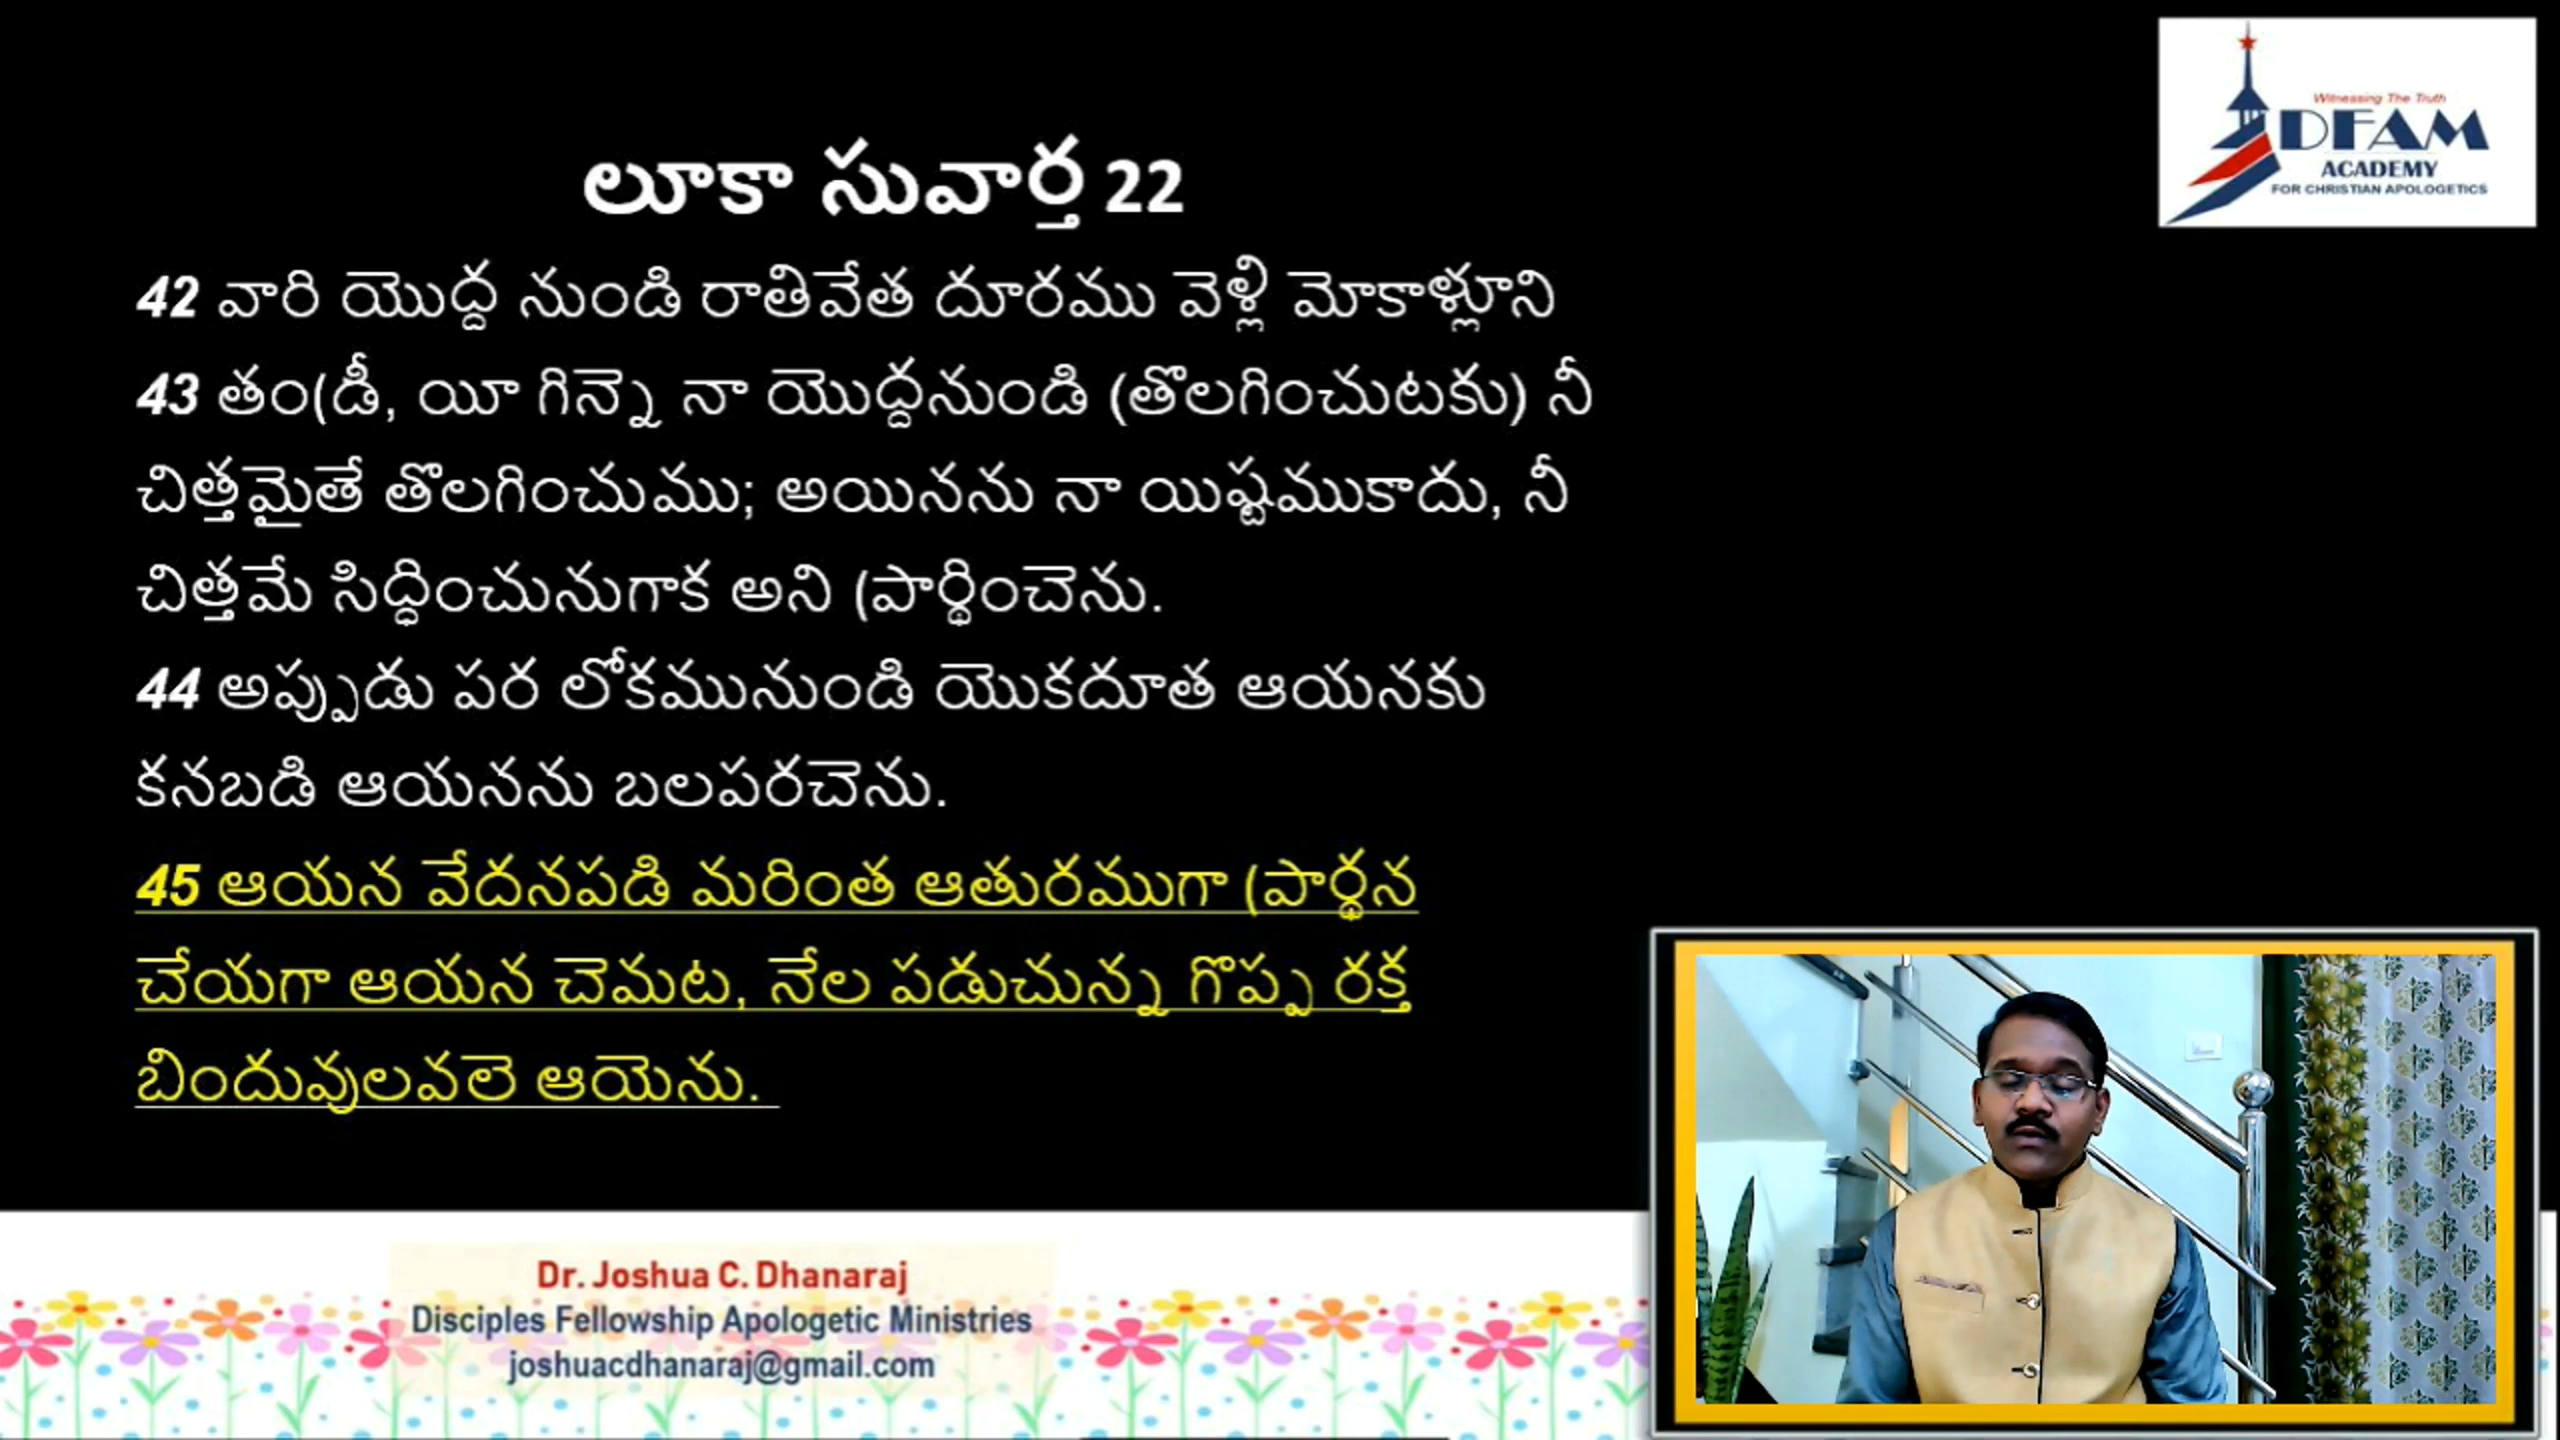 Witnessing The Truth
DFAM
ACADEMY
FOR CHRISTIAN APOLOGETICS
లూకా సువార్త 22
42 వారి యొద్ద నుండి రాతివేత దూరము వెళ్లి మోకాళ్లూని
43 తం(డీ, యీ గిన్నె నా యొద్దనుండి (తొలగించుటకు) నీ
చిత్తమైతే తొలగించుము; అయినను నా యిష్టముకాదు, నీ
చిత్తమే సిద్ధించునుగాక అని (పార్థించెను.
44 అప్పుడు పర లోకమునుండి యొకదూత ఆయనకు
కనబడి ఆయనను బలపరచెను.
45 ఆయన వేదనపడి మరింత ఆతురముగా (పార్థన
చేయగా ఆయన చెమట, నేల పడుచున్న గొప్ప రక్త
బిందువులవలె ఆయెను.
Dr. Joshua C. Dhanaraj
Disciples Fellowship Apologetic Ministries
joshuacdhanaraj@gmail.com